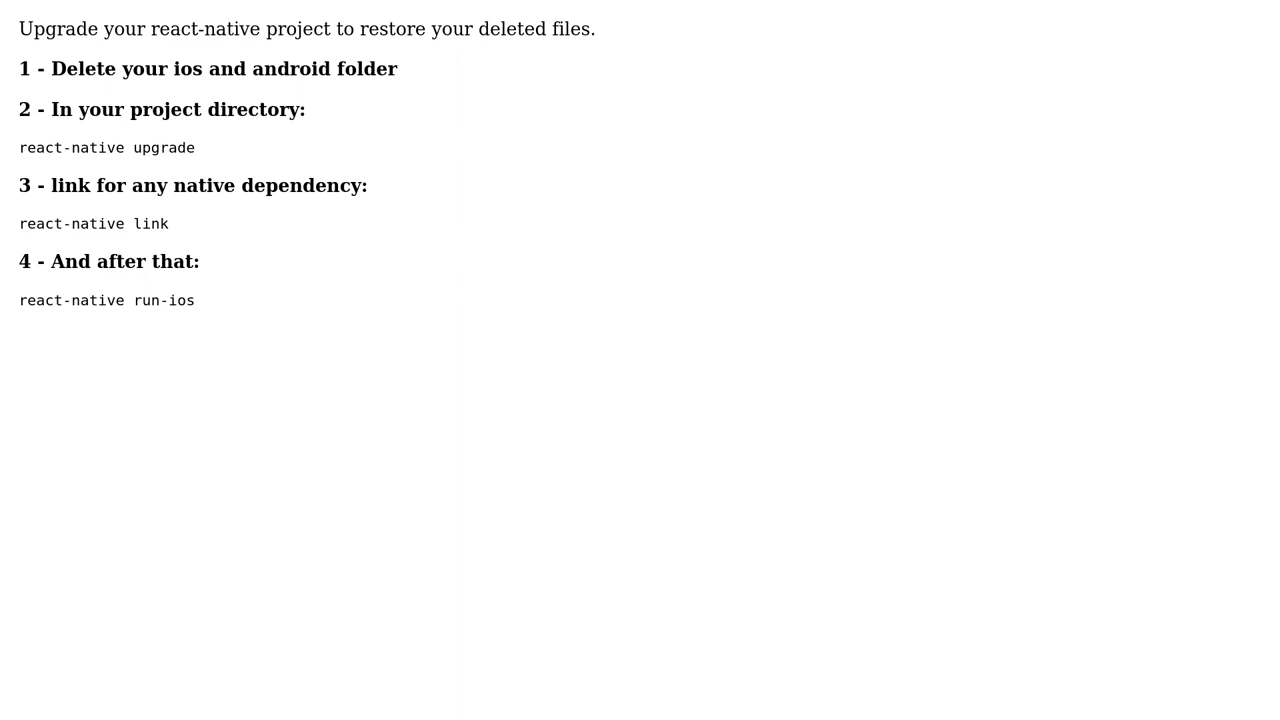 Upgrade your react-native project to restore your deleted files.
1 - Delete your ios and android folder
2 - In your project directory:
react-native upgrade
3 - link for any native dependency:
react-native link
4 - And after that:
react-native run-ios